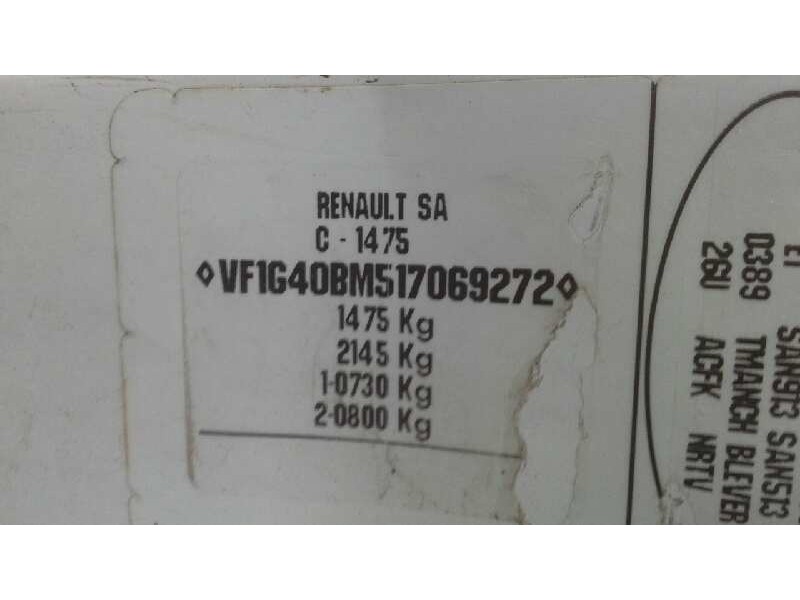 RENAULT SA
C - 1475
◊VF1G40BM517069272◊
1475 Kg
2145 Kg
1-0730 Kg
2-0800 Kg
SAN913 SAN513
TMANCH BLEVER
ACFK NRTV
0389
2GU